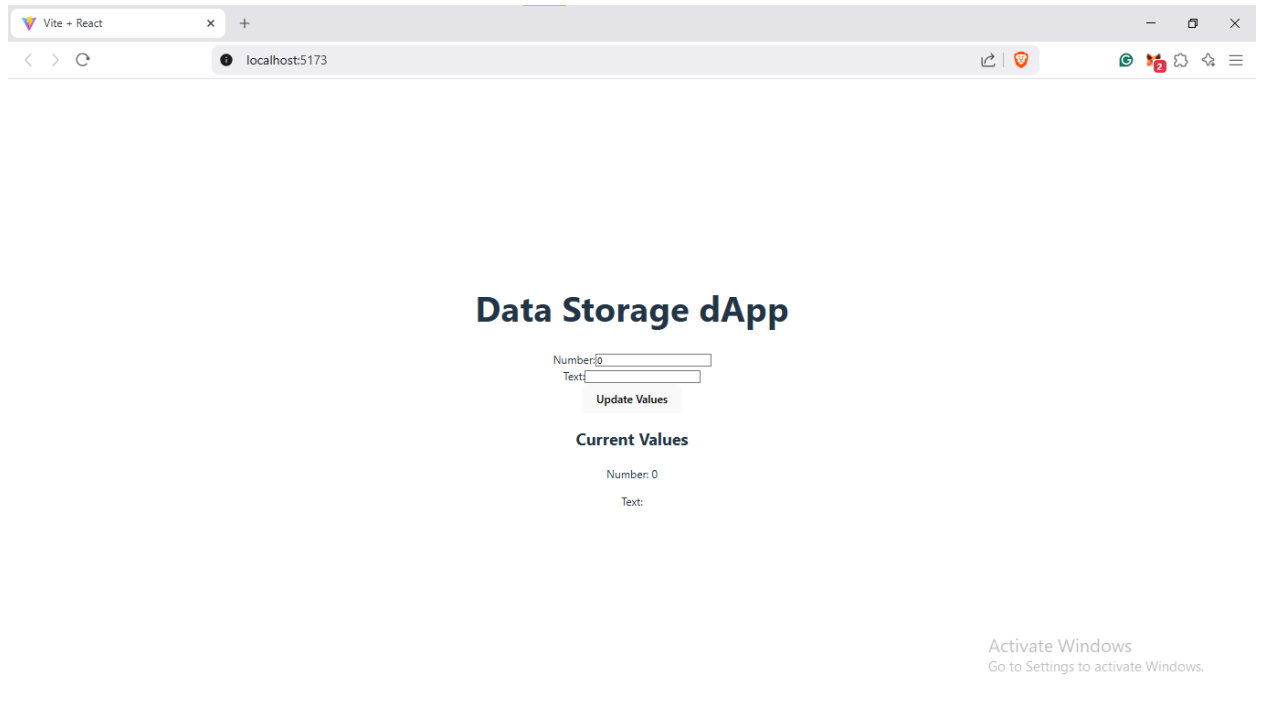 Vite + React
localhost:5173
2
Data Storage dApp
Number: 0
Text:
Update Values
Current Values
Number: 0
Text:
Activate Windows
Go to Settings to activate Windows.